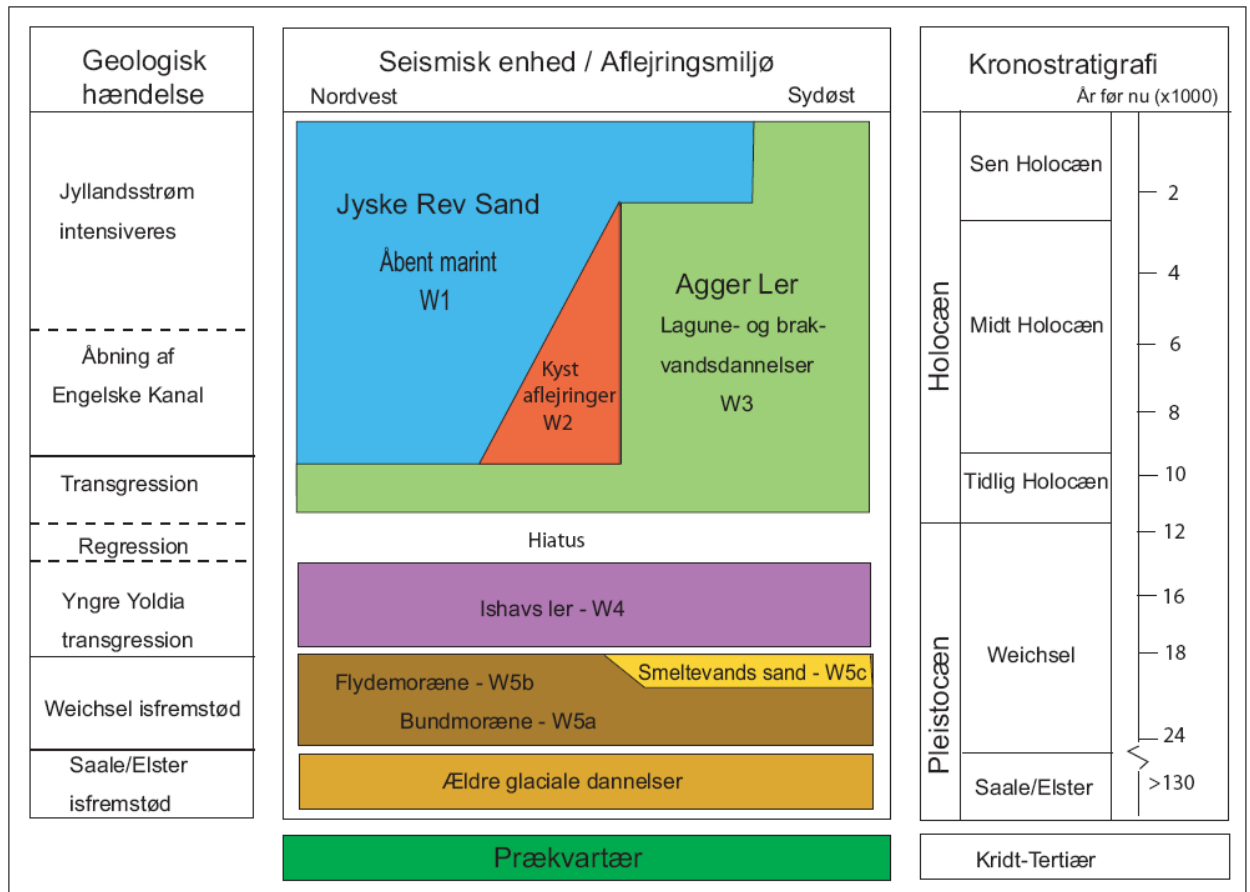 Geologisk
hændelse
Jyllandsstrøm
intensiveres
Åbning af
Engelske Kanal
Transgression
Regression
Yngre Yoldia
transgression
Weichsel isfremstød
Saale/Elster
isfremstød
Seismisk enhed / Aflejringsmiljø
Nordvest Sydøst
Jyske Rev Sand
Åbent marint
W1
Kyst
aflejringer
W2
Agger Ler
Lagune- og brak-
vandsdannelser
W3
Hiatus
Ishavs ler - W4
Smeltevands sand - W5c
Flydemoræne - W5b
Bundmoræne - W5a
Ældre glaciale dannelser
Prækvartær
Kronostratigrafi
År før nu (x1000)
Holocæn
Sen Holocæn
Midt Holocæn
Tidlig Holocæn
Pleistocæn
Weichsel
Saale/Elster
2
4
6
8
10
12
16
18
24
>130
Kridt-Tertiær